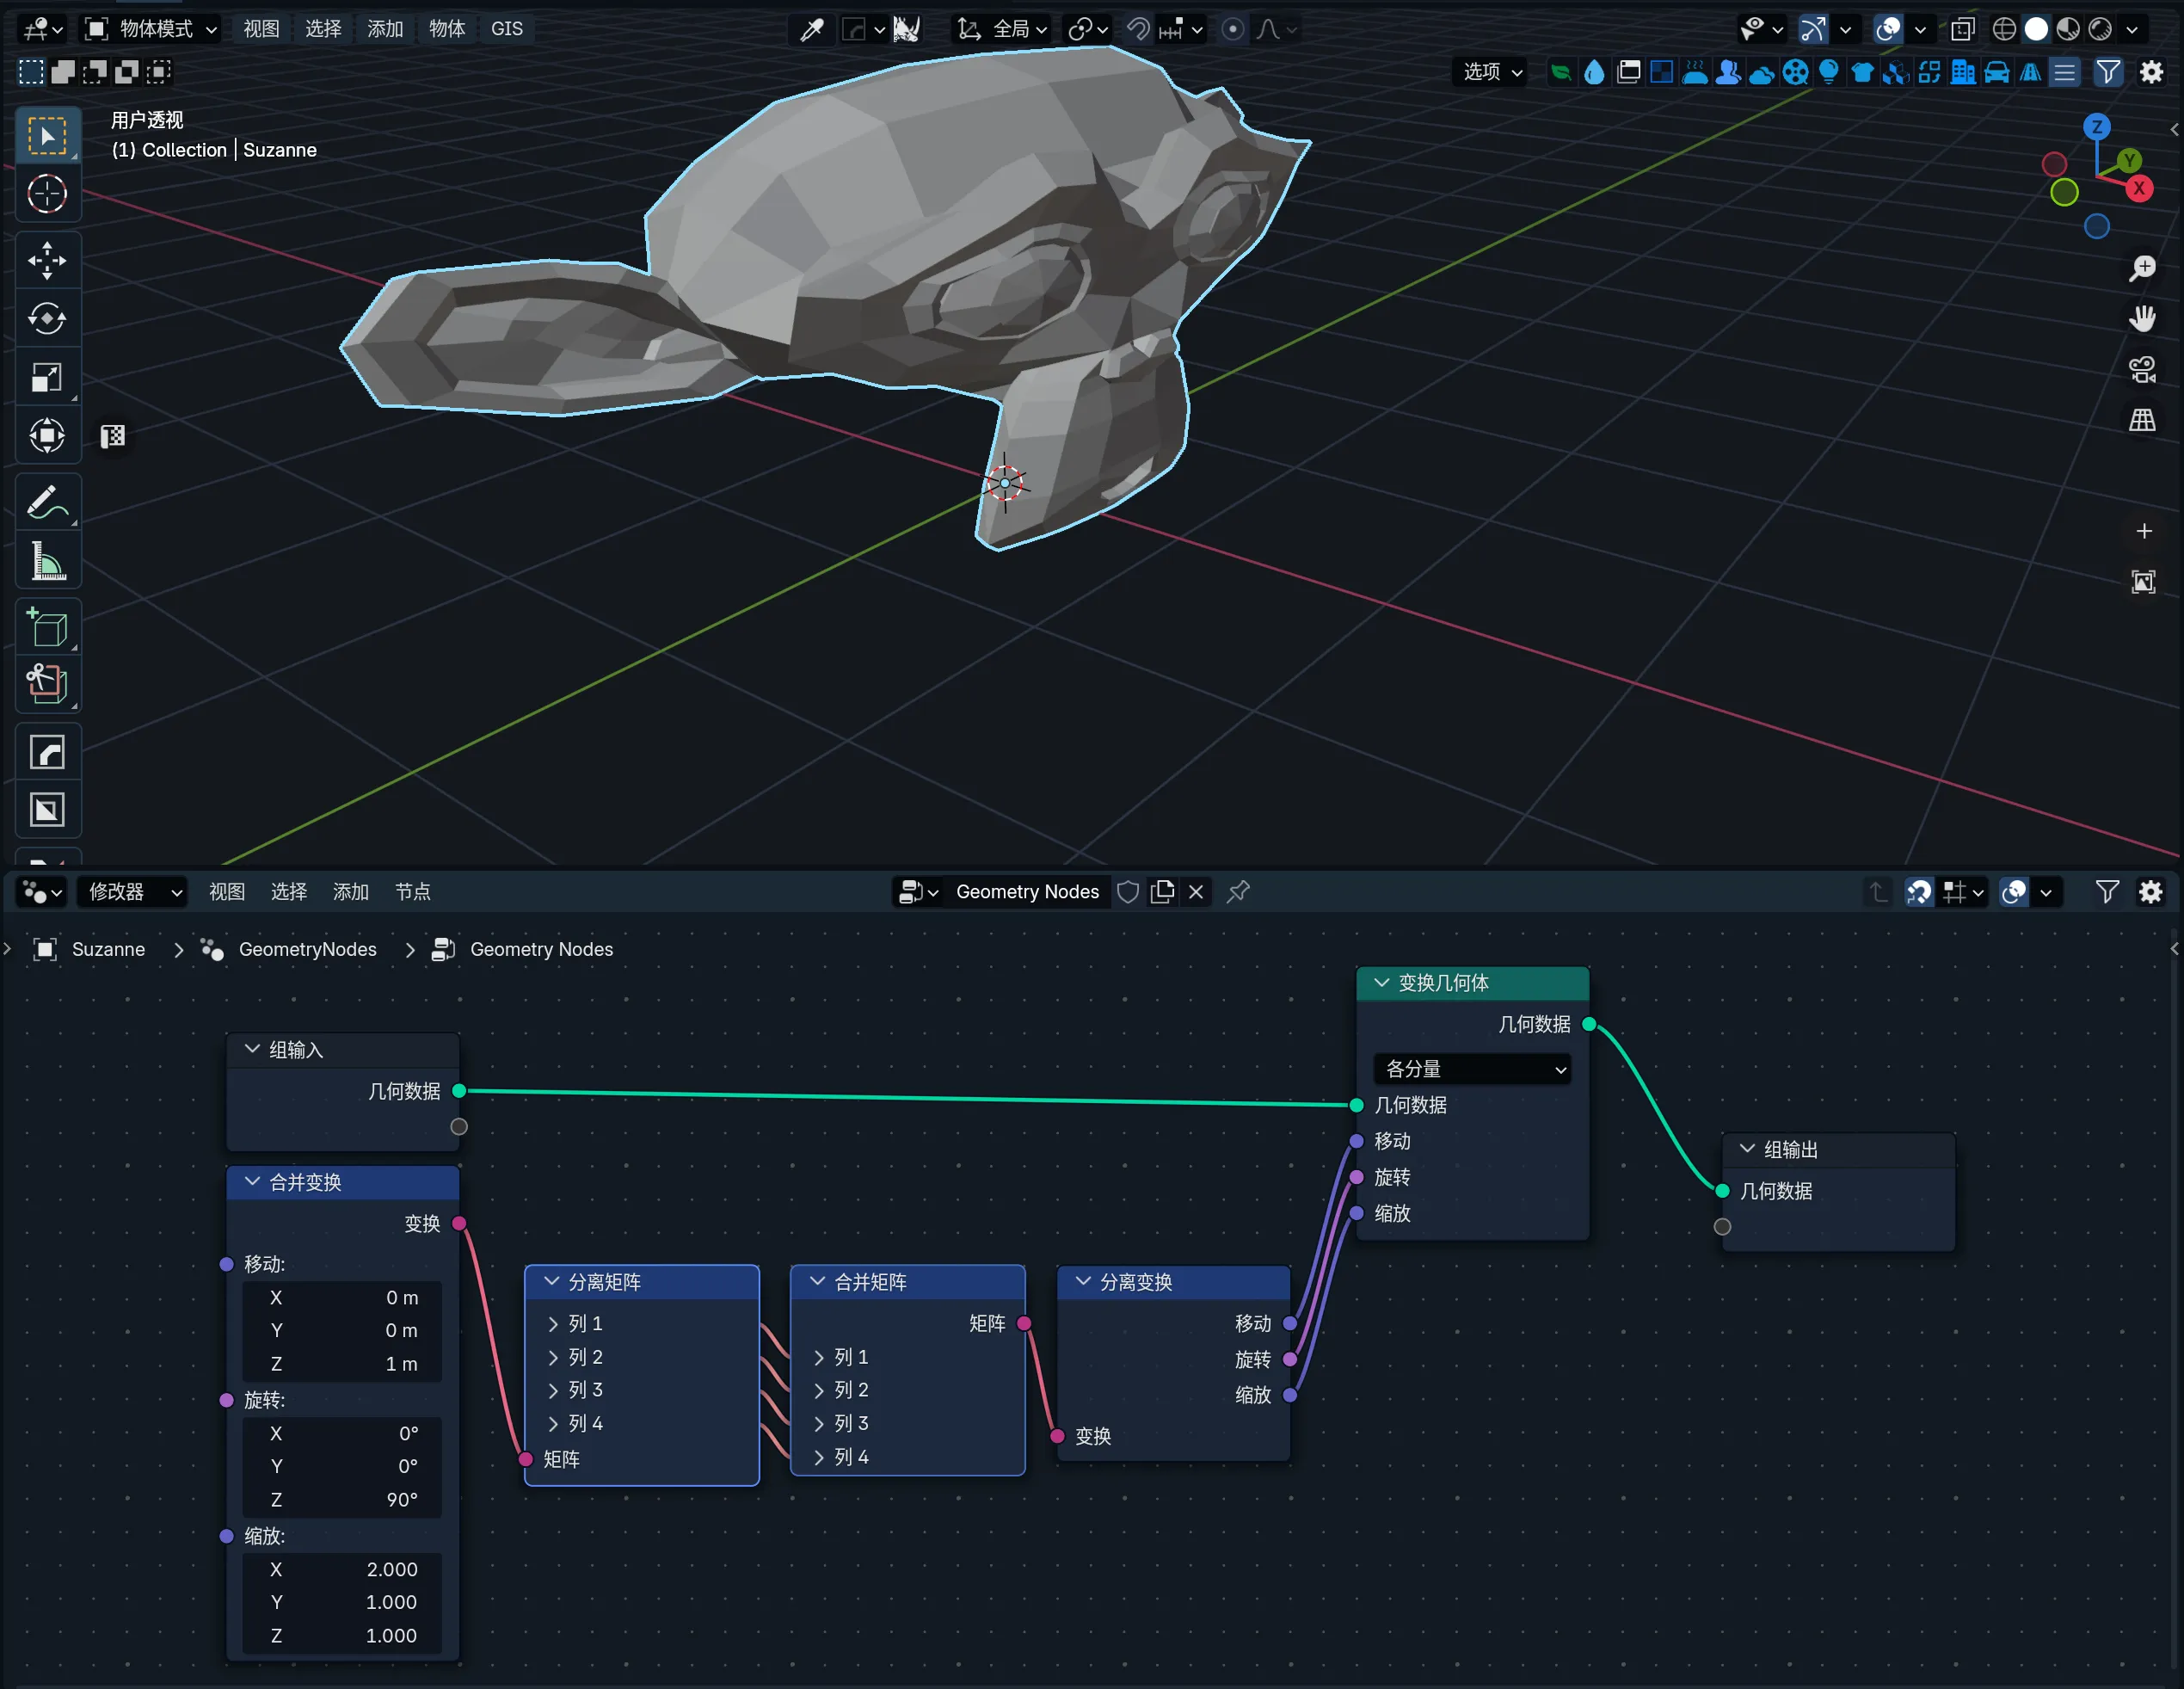 物体模式 视图 选择 添加 物体 GIS 全局
选项
用户透视
(1) Collection | Suzanne
Z
Y
X
修改器 视图 选择 添加 节点 Geometry Nodes
Suzanne GeometryNodes Geometry Nodes
组输入
几何数据
合并变换
变换
移动:
X 0 m
Y 0 m
Z 1 m
旋转:
X 0°
Y 0°
Z 90°
缩放:
X 2.000
Y 1.000
Z 1.000
分离矩阵
列 1
列 2
列 3
列 4
矩阵
合并矩阵
矩阵
列 1
列 2
列 3
列 4
分离变换
移动
旋转
缩放
变换
变换几何体
几何数据
各分量
几何数据
移动
旋转
缩放
组输出
几何数据